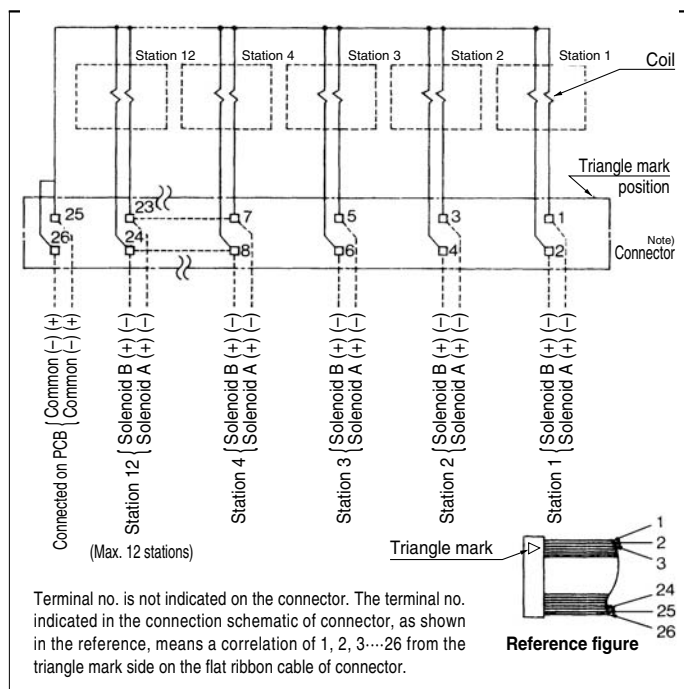 Station 12
Station 4
Station 3
Station 2
Station 1
Coil
Triangle mark
position
25
23
7
5
3
1
26
24
8
6
4
2
Note)
Connector
Connected on PCB { Common (−) (+)
Common (−) (+)
Station 12 { Solenoid B (+) (−)
Solenoid A (+) (−)
Station 4 { Solenoid B (+) (−)
Solenoid A (+) (−)
Station 3 { Solenoid B (+) (−)
Solenoid A (+) (−)
Station 2 { Solenoid B (+) (−)
Solenoid A (+) (−)
Station 1 { Solenoid B (+) (−)
Solenoid A (+) (−)
(Max. 12 stations)
Triangle mark
1
2
3
24
25
26
Reference figure
Terminal no. is not indicated on the connector. The terminal no.
indicated in the connection schematic of connector, as shown
in the reference, means a correlation of 1, 2, 3····26 from the
triangle mark side on the flat ribbon cable of connector.